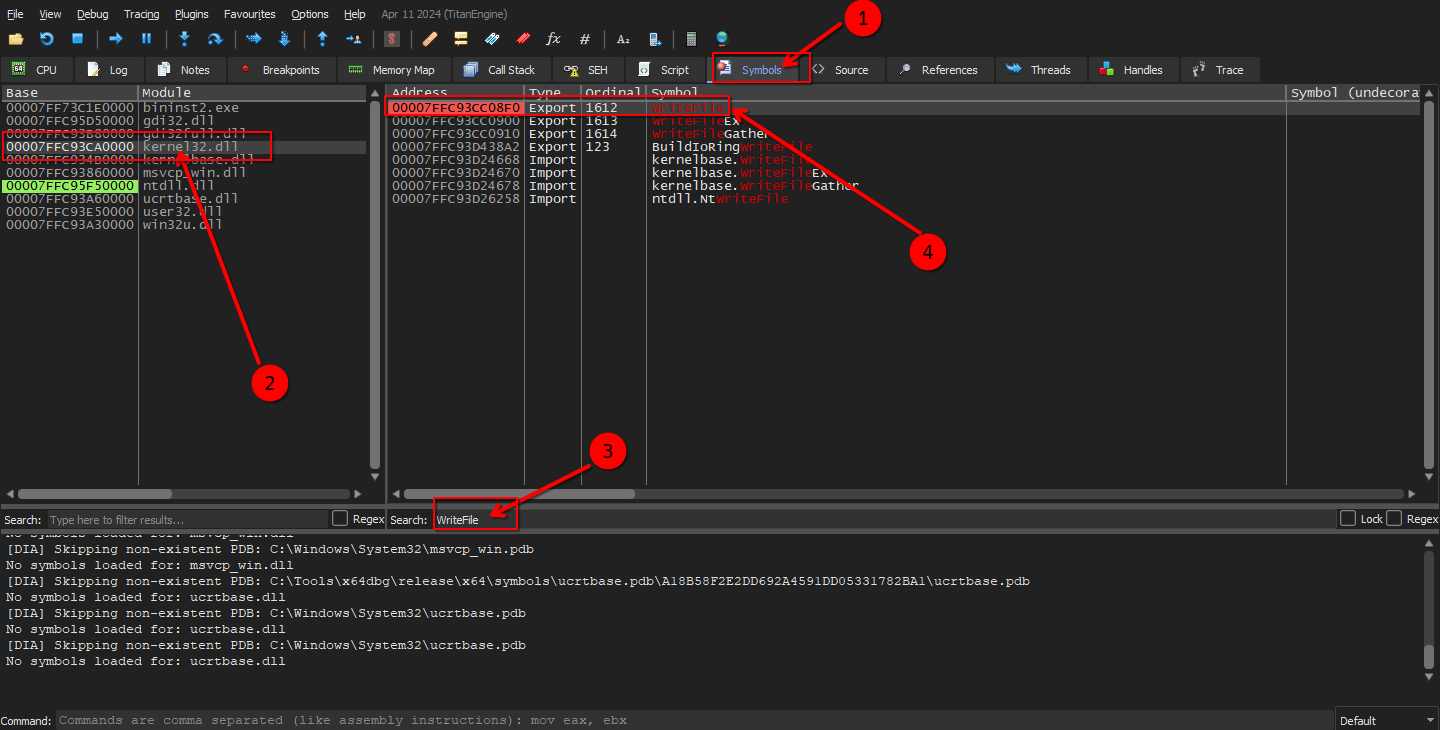 File View Debug Tracing Plugins Favourites Options Help Apr 11 2024 (TitanEngine)
1
CPU Log Notes Breakpoints Memory Map Call Stack SEH Script Symbols Source References Threads Handles Trace
Base Module
00007FF73C1E0000 bininst2.exe
00007FFC95D50000 gdi32.dll
gdi32full.dll
00007FFC93CA0000 kernel32.dll
kernelbase.dll
00007FFC93860000 msvcp_win.dll
00007FFC95F50000 ntdll.dll
00007FFC93A60000 ucrtbase.dll
00007FFC93E50000 user32.dll
00007FFC93A30000 win32u.dll
2
Address Type Ordinal Symbol Symbol (undecora
00007FFC93CC08F0 Export 1612 WriteFile
00007FFC93CC0900 Export 1613 WriteFileEx
00007FFC93CC0910 Export 1614 WriteFileGather
00007FFC93D438A2 Export 123 BuildIoRingWriteFile
00007FFC93D24668 Import kernelbase.WriteFile
00007FFC93D24670 Import kernelbase.WriteFileEx
00007FFC93D24678 Import kernelbase.WriteFileGather
00007FFC93D26258 Import ntdll.NtWriteFile
4
3
Search: Type here to filter results... Regex Search: WriteFile Lock Regex
No symbols loaded for: msvcp_win.dll
[DIA] Skipping non-existent PDB: C:\Windows\System32\msvcp_win.pdb
No symbols loaded for: msvcp_win.dll
[DIA] Skipping non-existent PDB: C:\Tools\x64dbg\release\x64\symbols\ucrtbase.pdb\A18B58F2E2DD692A4591DD05331782BA1\ucrtbase.pdb
No symbols loaded for: ucrtbase.dll
[DIA] Skipping non-existent PDB: C:\Windows\System32\ucrtbase.pdb
No symbols loaded for: ucrtbase.dll
[DIA] Skipping non-existent PDB: C:\Windows\System32\ucrtbase.pdb
No symbols loaded for: ucrtbase.dll
Command: Commands are comma separated (like assembly instructions): mov eax, ebx Default